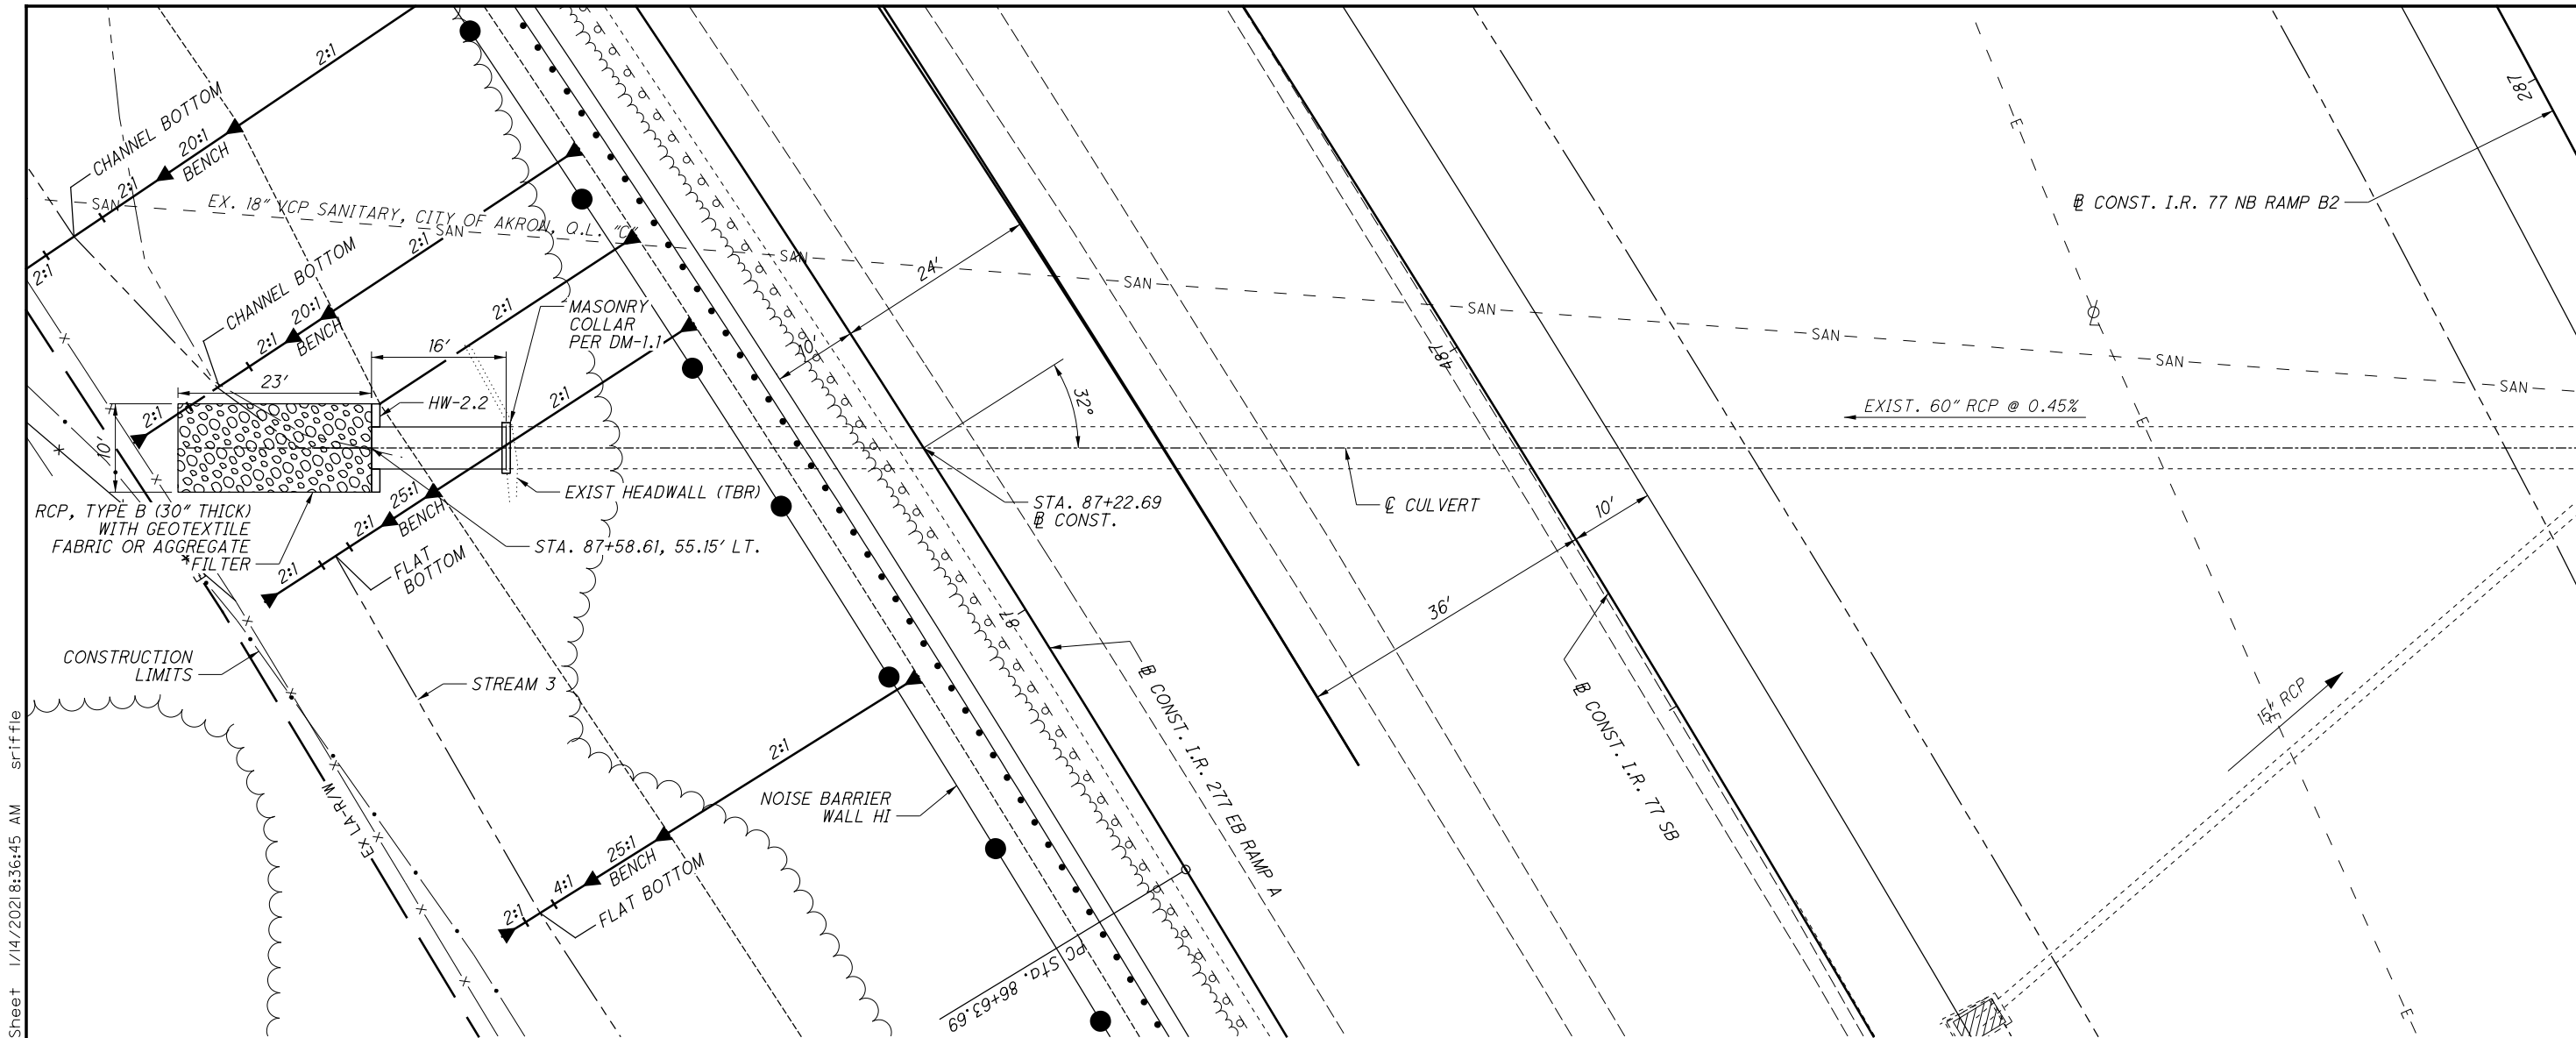 2:1
CHANNEL BOTTOM
20:1
BENCH
2:1
SAN
2:1
EX. 18" VCP SANITARY, CITY OF AKRON, Q.L. "C"
SAN
SAN
SAN
SAN
SAN
SAN
SAN
287
℄ CONST. I.R. 77 NB RAMP B2
E
CHANNEL BOTTOM
2:1
20:1
BENCH
2:1
2:1
2:1
MASONRY
COLLAR
PER DM-1.1
24'
10'
16'
23'
10'
HW-2.2
2:1
32°
487
EXIST. 60" RCP @ 0.45%
E
EXIST HEADWALL (TBR)
RCP, TYPE B (30" THICK)
WITH GEOTEXTILE
FABRIC OR AGGREGATE
FILTER
25:1
BENCH
2:1
2:1
FLAT
BOTTOM
STA. 87+58.61, 55.15' LT.
STA. 87+22.69
℄ CONST.
℄ CULVERT
10'
36'
87
CONSTRUCTION
LIMITS
STREAM 3
℄ CONST. I.R. 277 EB RAMP A
℄ CONST. I.R. 77 SB
15" RCP
E
EX LA-R/W
2:1
NOISE BARRIER
WALL HI
25:1
BENCH
4:1
2:1
FLAT BOTTOM
PC Sta. 86+63.69
E
Sheet 1/14/2021 8:36:45 AM sriffle